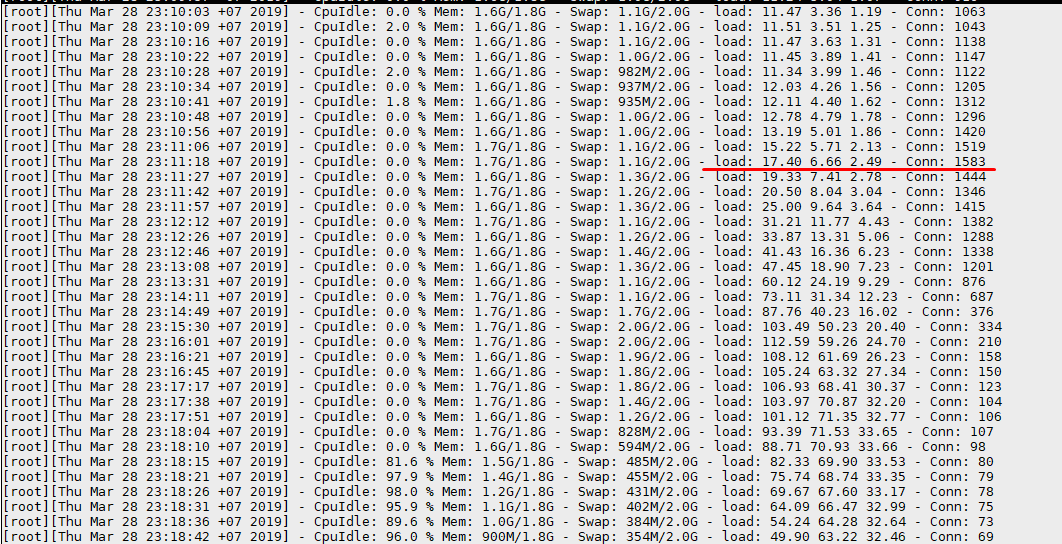 [root][Thu Mar 28 23:10:03 +07 2019] - CpuIdle: 0.0 % Mem: 1.6G/1.8G - Swap: 1.1G/2.0G - load: 11.47 3.36 1.19 - Conn: 1063
[root][Thu Mar 28 23:10:09 +07 2019] - CpuIdle: 2.0 % Mem: 1.6G/1.8G - Swap: 1.1G/2.0G - load: 11.51 3.51 1.25 - Conn: 1043
[root][Thu Mar 28 23:10:16 +07 2019] - CpuIdle: 0.0 % Mem: 1.6G/1.8G - Swap: 1.1G/2.0G - load: 11.47 3.63 1.31 - Conn: 1138
[root][Thu Mar 28 23:10:22 +07 2019] - CpuIdle: 0.0 % Mem: 1.6G/1.8G - Swap: 1.0G/2.0G - load: 11.45 3.89 1.41 - Conn: 1147
[root][Thu Mar 28 23:10:28 +07 2019] - CpuIdle: 2.0 % Mem: 1.6G/1.8G - Swap: 982M/2.0G - load: 11.34 3.99 1.46 - Conn: 1122
[root][Thu Mar 28 23:10:34 +07 2019] - CpuIdle: 0.0 % Mem: 1.6G/1.8G - Swap: 937M/2.0G - load: 12.03 4.26 1.56 - Conn: 1205
[root][Thu Mar 28 23:10:41 +07 2019] - CpuIdle: 1.8 % Mem: 1.6G/1.8G - Swap: 935M/2.0G - load: 12.11 4.40 1.62 - Conn: 1312
[root][Thu Mar 28 23:10:48 +07 2019] - CpuIdle: 0.0 % Mem: 1.6G/1.8G - Swap: 1.0G/2.0G - load: 12.78 4.79 1.78 - Conn: 1296
[root][Thu Mar 28 23:10:56 +07 2019] - CpuIdle: 0.0 % Mem: 1.6G/1.8G - Swap: 1.0G/2.0G - load: 13.19 5.01 1.86 - Conn: 1420
[root][Thu Mar 28 23:11:06 +07 2019] - CpuIdle: 0.0 % Mem: 1.7G/1.8G - Swap: 1.1G/2.0G - load: 15.22 5.71 2.13 - Conn: 1519
[root][Thu Mar 28 23:11:18 +07 2019] - CpuIdle: 0.0 % Mem: 1.7G/1.8G - Swap: 1.1G/2.0G - load: 17.40 6.66 2.49 - Conn: 1583
[root][Thu Mar 28 23:11:27 +07 2019] - CpuIdle: 0.0 % Mem: 1.6G/1.8G - Swap: 1.3G/2.0G - load: 19.33 7.41 2.78 - Conn: 1444
[root][Thu Mar 28 23:11:42 +07 2019] - CpuIdle: 0.0 % Mem: 1.7G/1.8G - Swap: 1.2G/2.0G - load: 20.50 8.04 3.04 - Conn: 1346
[root][Thu Mar 28 23:11:57 +07 2019] - CpuIdle: 0.0 % Mem: 1.6G/1.8G - Swap: 1.3G/2.0G - load: 25.00 9.64 3.64 - Conn: 1415
[root][Thu Mar 28 23:12:12 +07 2019] - CpuIdle: 0.0 % Mem: 1.7G/1.8G - Swap: 1.1G/2.0G - load: 31.21 11.77 4.43 - Conn: 1382
[root][Thu Mar 28 23:12:26 +07 2019] - CpuIdle: 0.0 % Mem: 1.6G/1.8G - Swap: 1.2G/2.0G - load: 33.87 13.31 5.06 - Conn: 1288
[root][Thu Mar 28 23:12:46 +07 2019] - CpuIdle: 0.0 % Mem: 1.6G/1.8G - Swap: 1.4G/2.0G - load: 41.43 16.36 6.23 - Conn: 1338
[root][Thu Mar 28 23:13:08 +07 2019] - CpuIdle: 0.0 % Mem: 1.6G/1.8G - Swap: 1.3G/2.0G - load: 47.45 18.90 7.23 - Conn: 1201
[root][Thu Mar 28 23:13:31 +07 2019] - CpuIdle: 0.0 % Mem: 1.6G/1.8G - Swap: 1.1G/2.0G - load: 60.12 24.19 9.29 - Conn: 876
[root][Thu Mar 28 23:14:11 +07 2019] - CpuIdle: 0.0 % Mem: 1.7G/1.8G - Swap: 1.1G/2.0G - load: 73.11 31.34 12.23 - Conn: 687
[root][Thu Mar 28 23:14:49 +07 2019] - CpuIdle: 0.0 % Mem: 1.7G/1.8G - Swap: 1.7G/2.0G - load: 87.76 40.23 16.02 - Conn: 376
[root][Thu Mar 28 23:15:30 +07 2019] - CpuIdle: 0.0 % Mem: 1.7G/1.8G - Swap: 2.0G/2.0G - load: 103.49 50.23 20.40 - Conn: 334
[root][Thu Mar 28 23:16:01 +07 2019] - CpuIdle: 0.0 % Mem: 1.7G/1.8G - Swap: 2.0G/2.0G - load: 112.59 59.26 24.70 - Conn: 210
[root][Thu Mar 28 23:16:21 +07 2019] - CpuIdle: 0.0 % Mem: 1.6G/1.8G - Swap: 1.9G/2.0G - load: 108.12 61.69 26.23 - Conn: 158
[root][Thu Mar 28 23:16:45 +07 2019] - CpuIdle: 0.0 % Mem: 1.6G/1.8G - Swap: 1.8G/2.0G - load: 105.24 63.32 27.34 - Conn: 150
[root][Thu Mar 28 23:17:17 +07 2019] - CpuIdle: 0.0 % Mem: 1.7G/1.8G - Swap: 1.8G/2.0G - load: 106.93 68.41 30.37 - Conn: 123
[root][Thu Mar 28 23:17:38 +07 2019] - CpuIdle: 0.0 % Mem: 1.7G/1.8G - Swap: 1.4G/2.0G - load: 103.97 70.87 32.20 - Conn: 104
[root][Thu Mar 28 23:17:51 +07 2019] - CpuIdle: 0.0 % Mem: 1.6G/1.8G - Swap: 1.2G/2.0G - load: 101.12 71.35 32.77 - Conn: 106
[root][Thu Mar 28 23:18:04 +07 2019] - CpuIdle: 0.0 % Mem: 1.7G/1.8G - Swap: 828M/2.0G - load: 93.39 71.53 33.65 - Conn: 107
[root][Thu Mar 28 23:18:10 +07 2019] - CpuIdle: 0.0 % Mem: 1.6G/1.8G - Swap: 594M/2.0G - load: 88.71 70.93 33.66 - Conn: 98
[root][Thu Mar 28 23:18:15 +07 2019] - CpuIdle: 81.6 % Mem: 1.5G/1.8G - Swap: 485M/2.0G - load: 82.33 69.90 33.53 - Conn: 80
[root][Thu Mar 28 23:18:21 +07 2019] - CpuIdle: 97.9 % Mem: 1.4G/1.8G - Swap: 455M/2.0G - load: 75.74 68.74 33.35 - Conn: 79
[root][Thu Mar 28 23:18:26 +07 2019] - CpuIdle: 98.0 % Mem: 1.2G/1.8G - Swap: 431M/2.0G - load: 69.67 67.60 33.17 - Conn: 78
[root][Thu Mar 28 23:18:31 +07 2019] - CpuIdle: 95.9 % Mem: 1.1G/1.8G - Swap: 402M/2.0G - load: 64.09 66.47 32.99 - Conn: 75
[root][Thu Mar 28 23:18:36 +07 2019] - CpuIdle: 89.6 % Mem: 1.0G/1.8G - Swap: 384M/2.0G - load: 54.24 64.28 32.64 - Conn: 73
[root][Thu Mar 28 23:18:42 +07 2019] - CpuIdle: 96.0 % Mem: 900M/1.8G - Swap: 354M/2.0G - load: 49.90 63.22 32.46 - Conn: 69